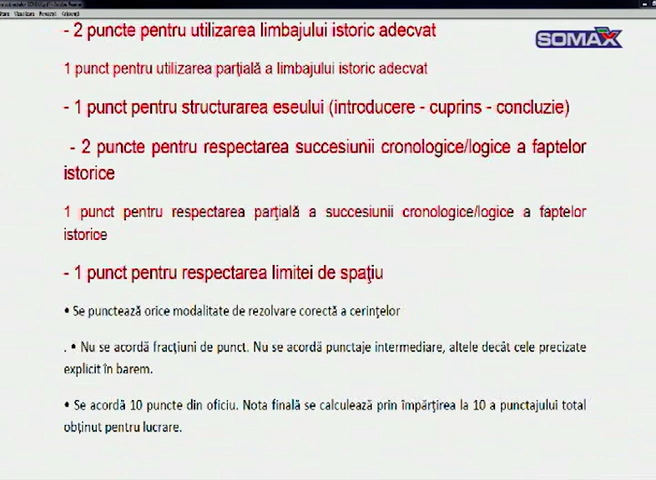 SOMAX
- 2 puncte pentru utilizarea limbajului istoric adecvat
1 punct pentru utilizarea parţială a limbajului istoric adecvat
- 1 punct pentru structurarea eseului (introducere - cuprins - concluzie)
- 2 puncte pentru respectarea succesiunii cronologice/logice a faptelor
istorice
1 punct pentru respectarea parţială a succesiunii cronologice/logice a faptelor
istorice
- 1 punct pentru respectarea limitei de spaţiu
• Se punctează orice modalitate de rezolvare corectă a cerinţelor
. • Nu se acordă fracţiuni de punct. Nu se acordă punctaje intermediare, altele decât cele precizate
explicit în barem.
• Se acordă 10 puncte din oficiu. Nota finală se calculează prin împărţirea la 10 a punctajului total
obţinut pentru lucrare.